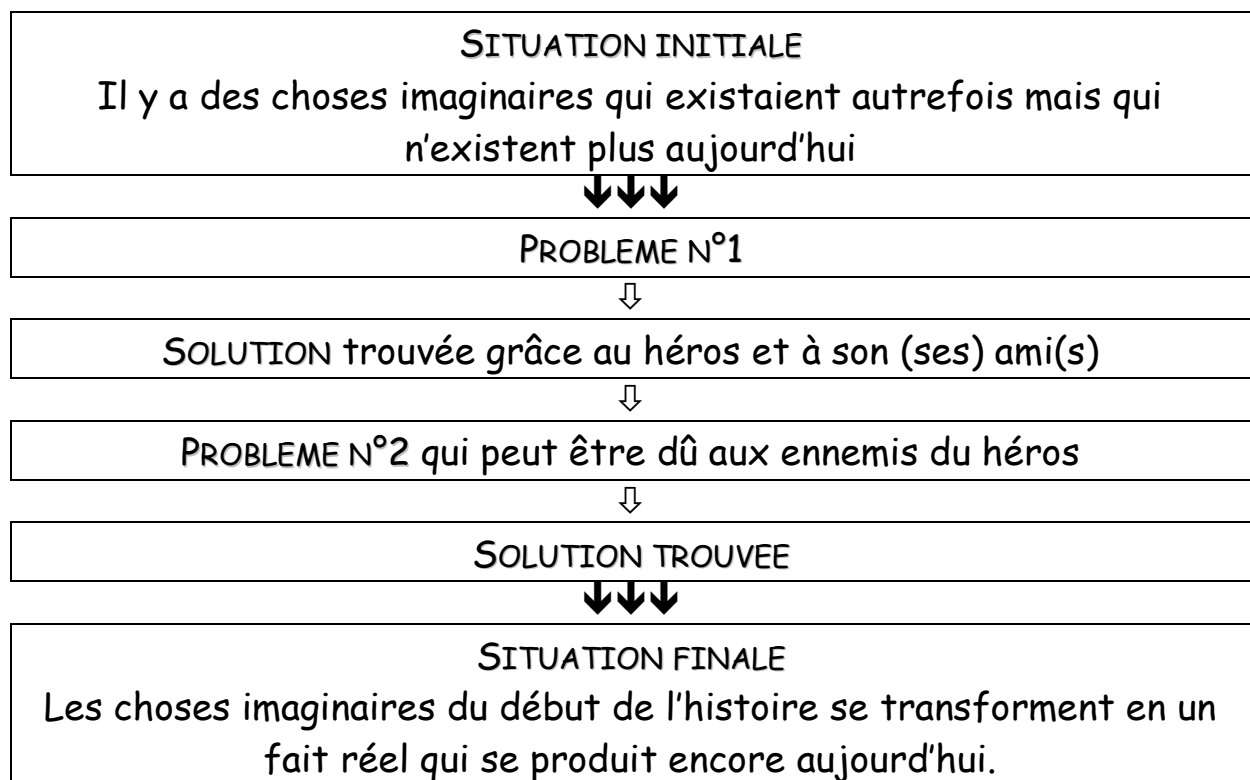 SITUATION INITIALE
Il y a des choses imaginaires qui existaient autrefois mais qui
n’existent plus aujourd’hui
PROBLEME N°1
SOLUTION trouvée grâce au héros et à son (ses) ami(s)
PROBLEME N°2 qui peut être dû aux ennemis du héros
SOLUTION TROUVEE
SITUATION FINALE
Les choses imaginaires du début de l’histoire se transforment en un
fait réel qui se produit encore aujourd’hui.